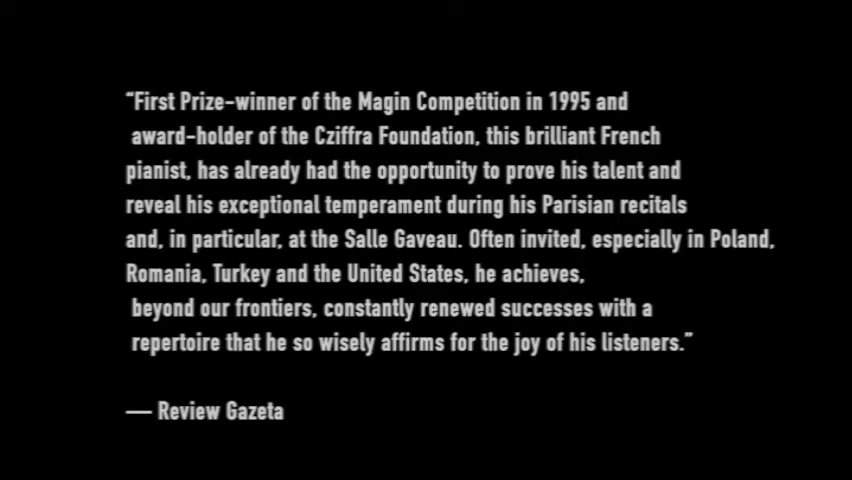 “First Prize-winner of the Magin Competition in 1995 and
award-holder of the Cziffra Foundation, this brilliant French
pianist, has already had the opportunity to prove his talent and
reveal his exceptional temperament during his Parisian recitals
and, in particular, at the Salle Gaveau. Often invited, especially in Poland,
Romania, Turkey and the United States, he achieves,
beyond our frontiers, constantly renewed successes with a
repertoire that he so wisely affirms for the joy of his listeners.”
— Review Gazeta